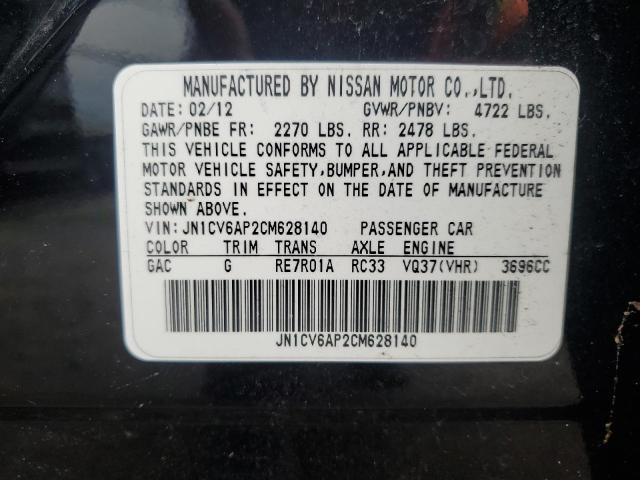 MANUFACTURED BY NISSAN MOTOR CO.,LTD.
DATE: 02/12 GVWR/PNBV: 4722 LBS.
GAWR/PNBE FR: 2270 LBS. RR: 2478 LBS.
THIS VEHICLE CONFORMS TO ALL APPLICABLE FEDERAL
MOTOR VEHICLE SAFETY,BUMPER,AND THEFT PREVENTION
STANDARDS IN EFFECT ON THE DATE OF MANUFACTURE
SHOWN ABOVE.
VIN:JN1CV6AP2CM628140 PASSENGER CAR
COLOR TRIM TRANS AXLE ENGINE
GAC G RE7R01A RC33 VQ37(VHR) 3696CC
JN1CV6AP2CM628140